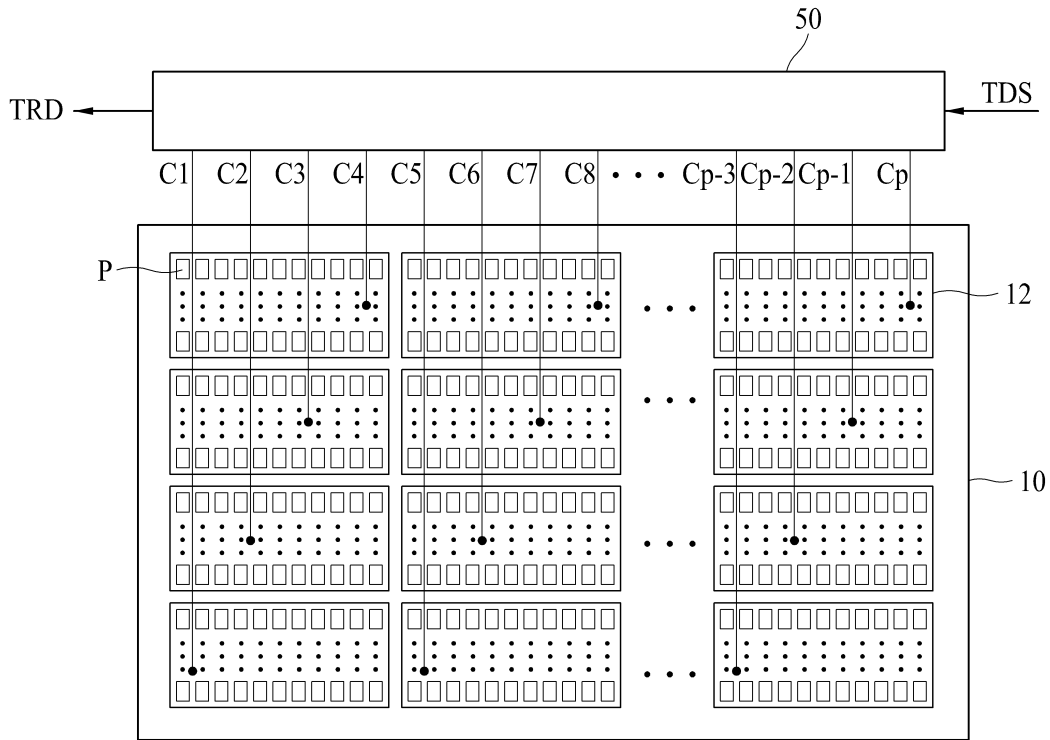 50
TRD
TDS
C1 C2 C3 C4 C5 C6 C7 C8 • • • Cp-3 Cp-2 Cp-1 Cp
P
12
10